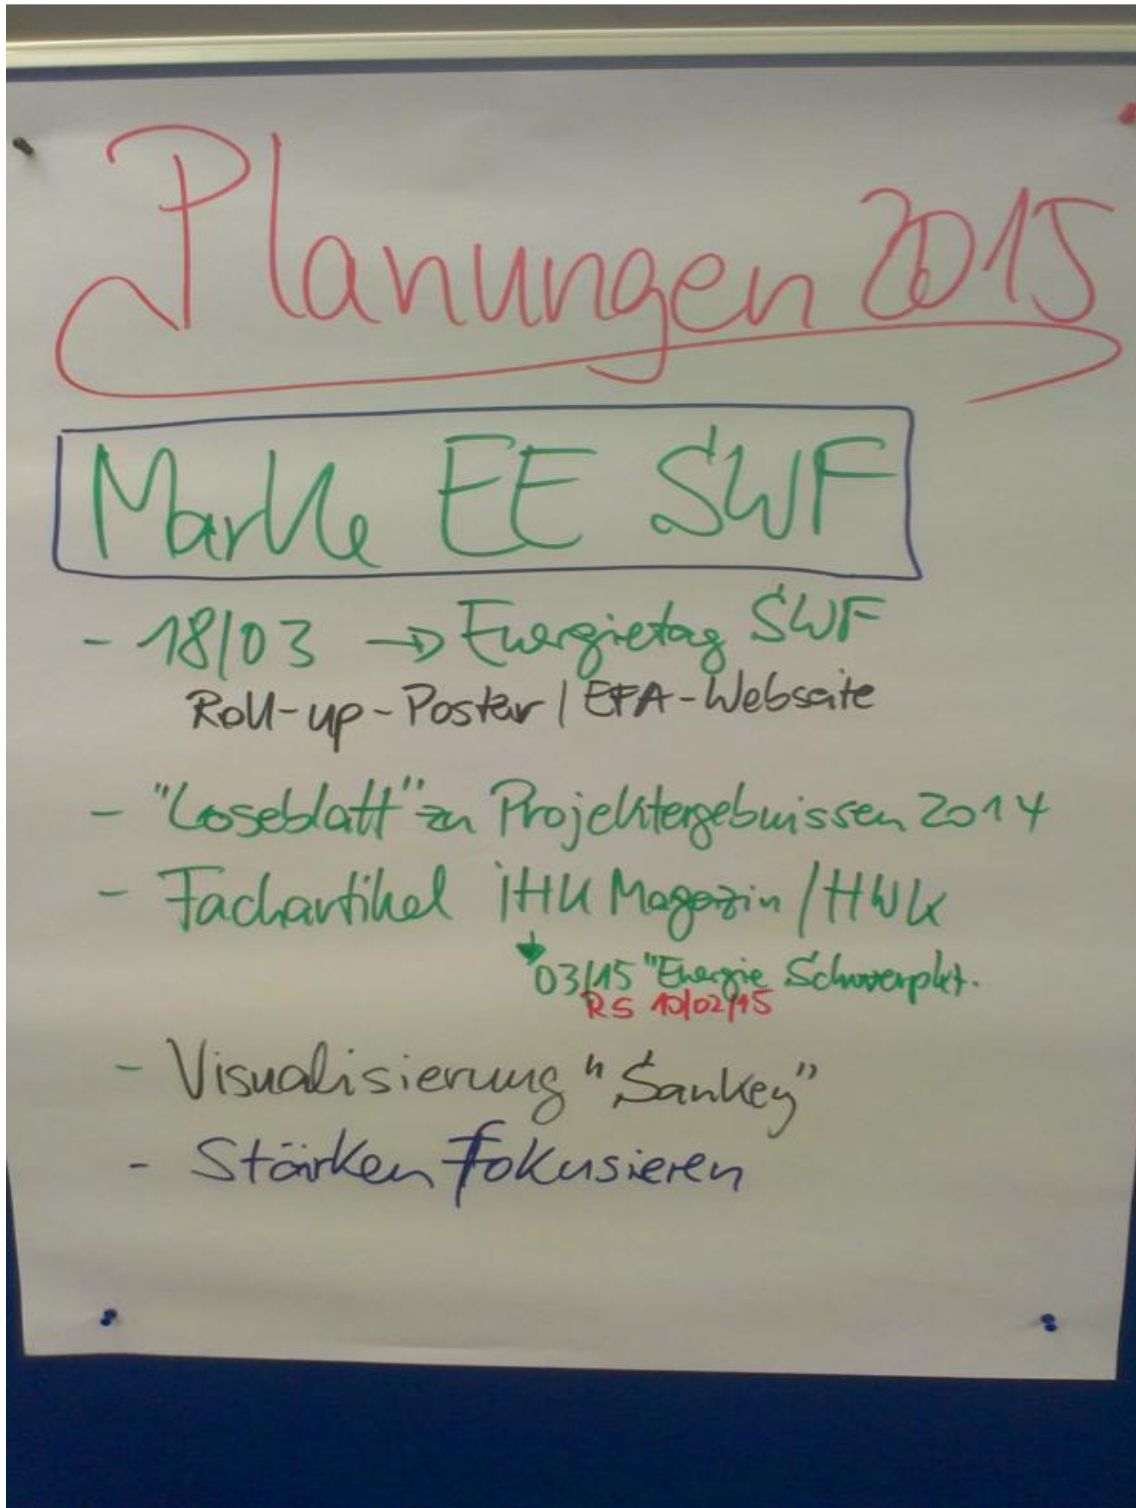 Planungen 2015
Marke EE SWF
- 18/03 → Energietag SWF
Roll-up-Poster / EFA-Webseite
- "Loseblatt" zu Projektergebnissen 2014
- Fachartikel IHK Magazin / HWK
03/15 "Energie Schwerpkt.
RS 10/02/15
- Visualisierung "Sankey"
- Stärken fokusieren